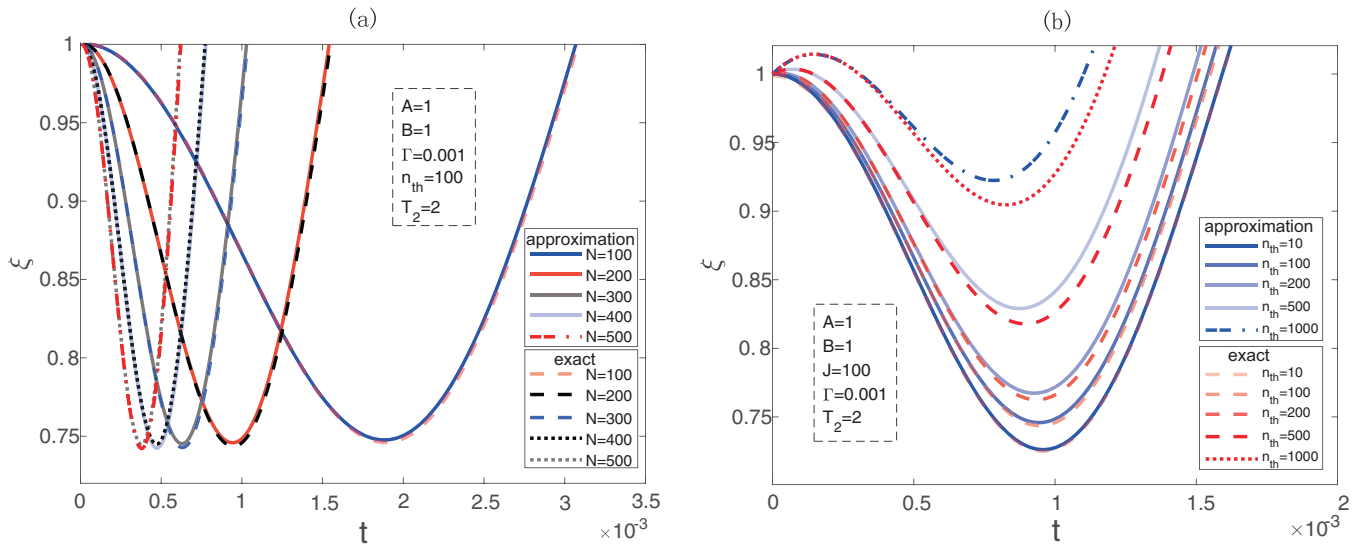 (a)
1
0.95
0.9
0.85
0.8
0.75
ξ
0
0.5
1
1.5
2
2.5
3
3.5
t
×10⁻³
A=1
B=1
Γ=0.001
n_th=100
T_2=2
approximation
N=100
N=200
N=300
N=400
N=500
exact
N=100
N=200
N=300
N=400
N=500
(b)
1
0.95
0.9
0.85
0.8
0.75
ξ
0
0.5
1
1.5
2
t
×10⁻³
A=1
B=1
J=100
Γ=0.001
T_2=2
approximation
n_th=10
n_th=100
n_th=200
n_th=500
n_th=1000
exact
n_th=10
n_th=100
n_th=200
n_th=500
n_th=1000